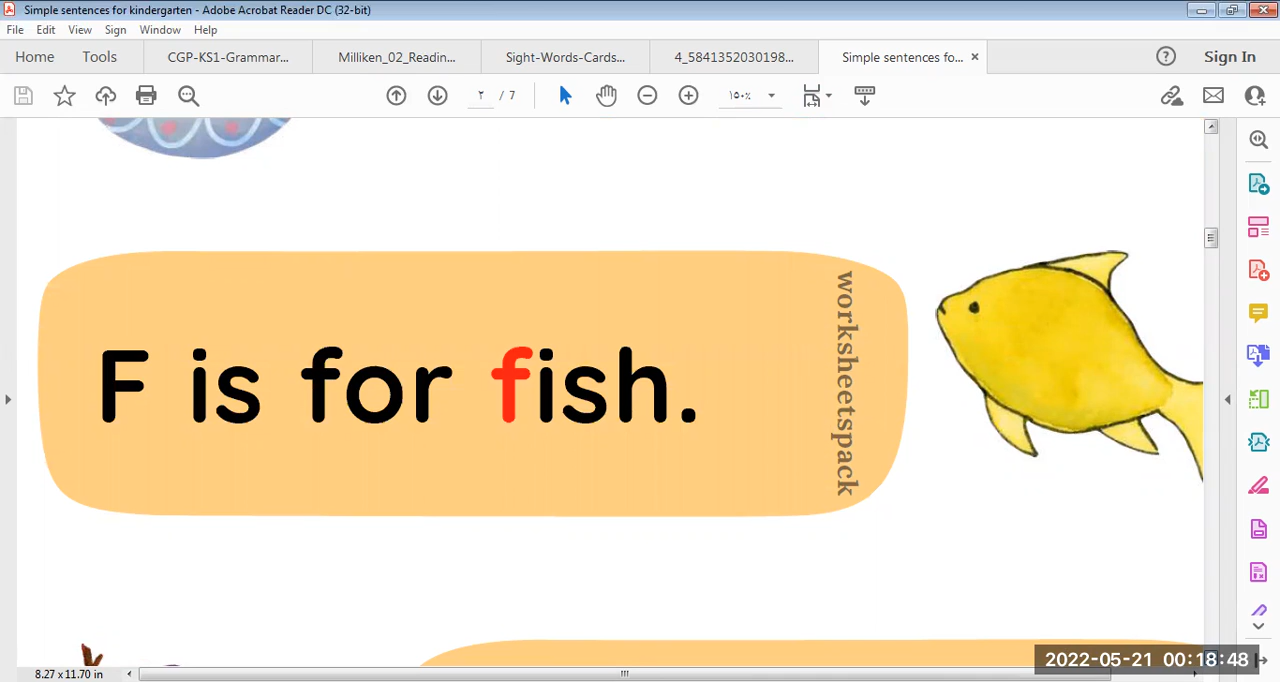 Simple sentences for kindergarten - Adobe Acrobat Reader DC (32-bit)
File Edit View Sign Window Help
Home Tools CGP-KS1-Grammar... Milliken_02_Readin... Sight-Words-Cards... 4_5841352030198... Simple sentences fo... × ? Sign In
٢ / 7 ١٥٠٪
F is for fish.
worksheetspack
2022-05-21 00:18:48
8.27 x 11.70 in